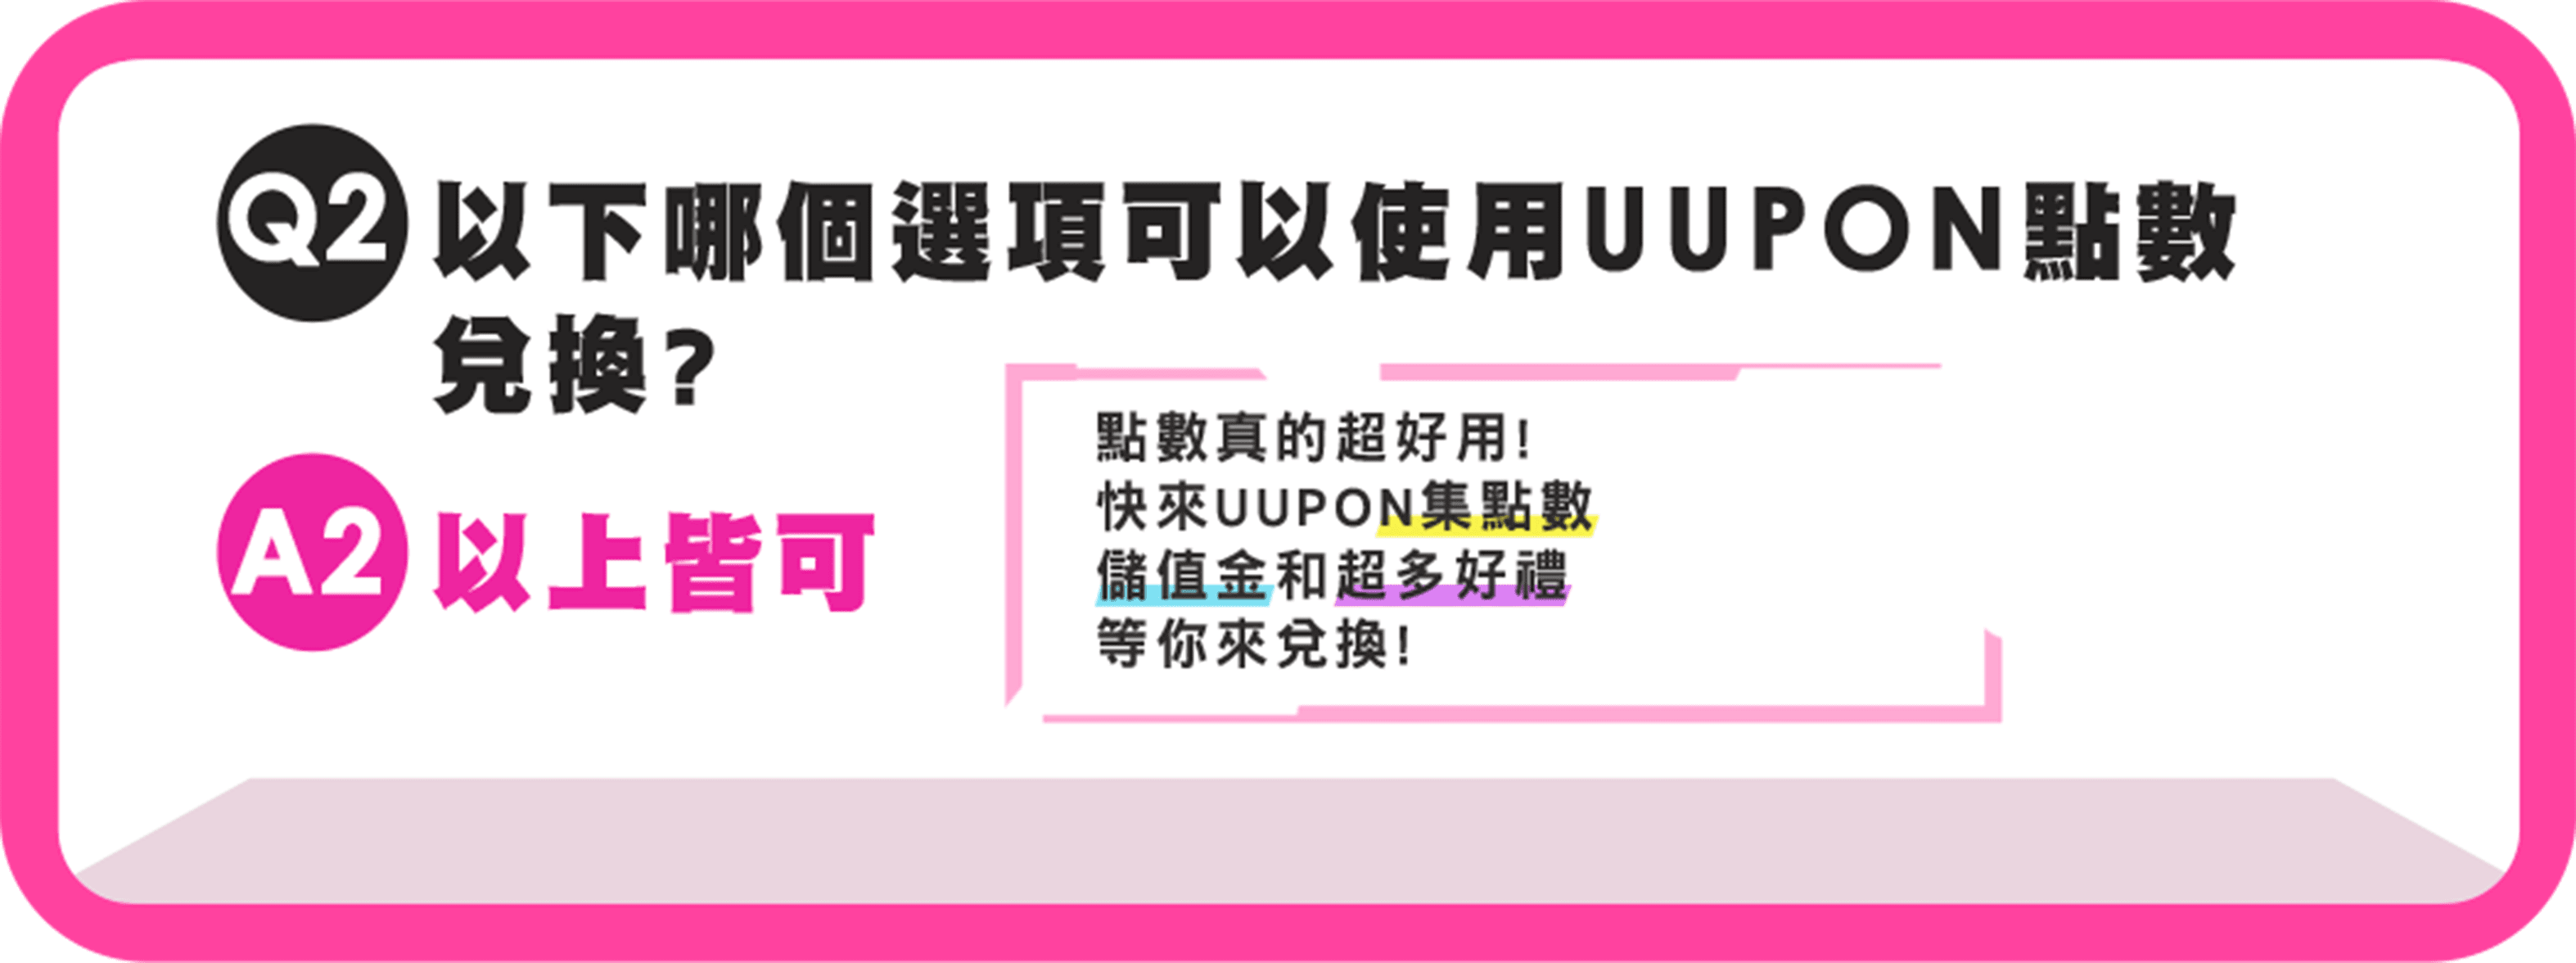 Q2 以下哪個選項可以使用UUPON點數
兌換?
A2 以上皆可
點數真的超好用!
快來UUPON集點數
儲值金和超多好禮
等你來兌換!